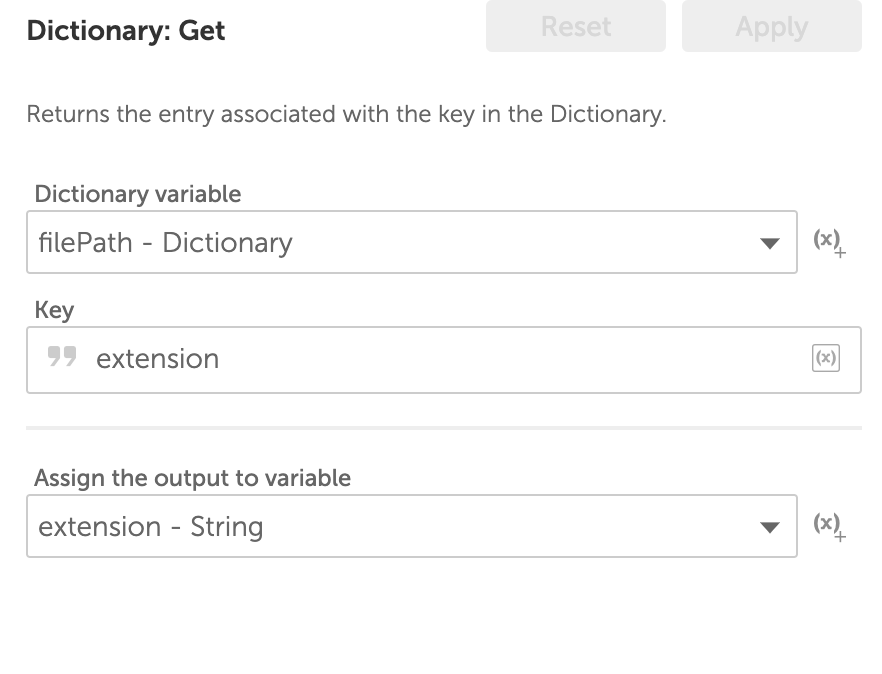 Dictionary: Get
Reset
Apply
Returns the entry associated with the key in the Dictionary.
Dictionary variable
filePath - Dictionary
(x)+
Key
extension
(x)
Assign the output to variable
extension - String
(x)+